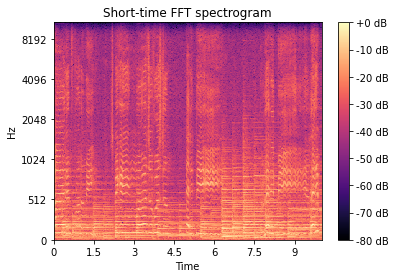 Short-time FFT spectrogram
+0 dB
8192
-10 dB
4096
-20 dB
-30 dB
2048
-40 dB
Hz
1024
-50 dB
-60 dB
512
-70 dB
0
-80 dB
0 1.5 3 4.5 6 7.5 9
Time